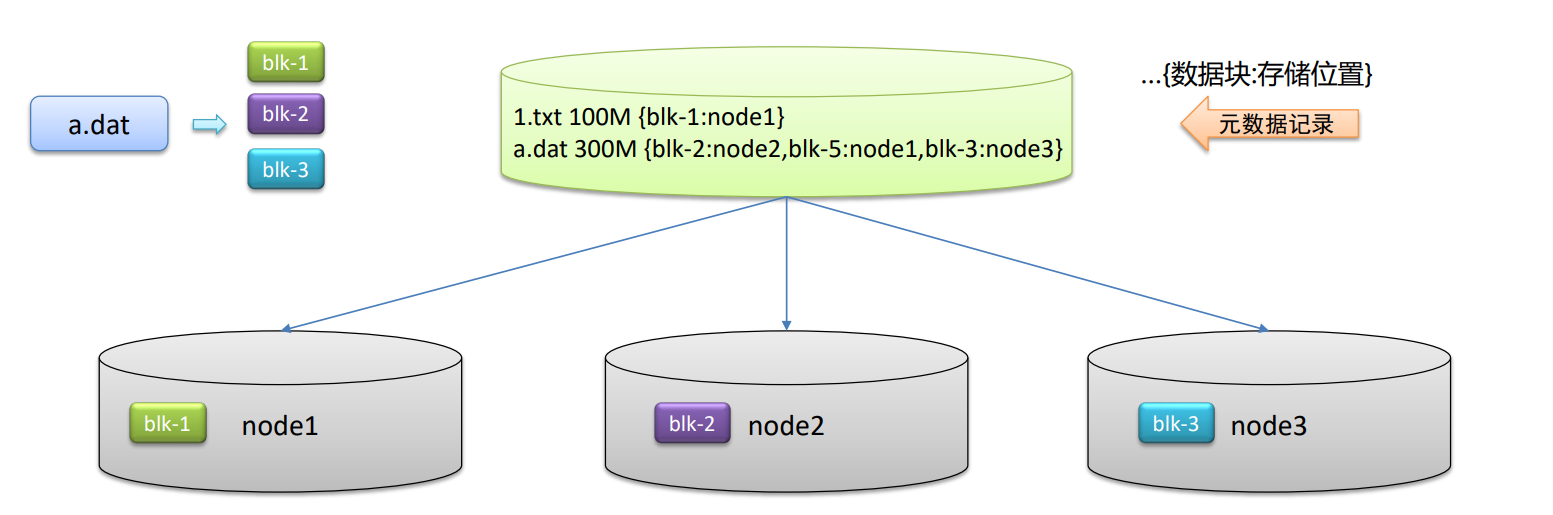 a.dat
blk-1
blk-2
blk-3
1.txt 100M {blk-1:node1}
a.dat 300M {blk-2:node2,blk-5:node1,blk-3:node3}
...{数据块:存储位置}
元数据记录
blk-1 node1
blk-2 node2
blk-3 node3